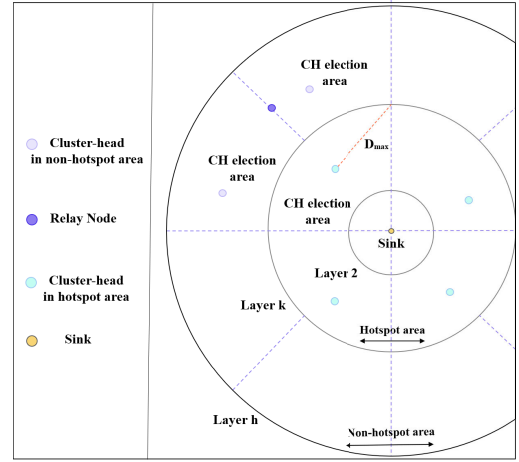 Cluster-head
in non-hotspot area
Relay Node
Cluster-head
in hotspot area
Sink
CH election
area
D_max
CH election
area
CH election
area
Sink
Layer 2
Layer k
Hotspot area
Layer h
Non-hotspot area